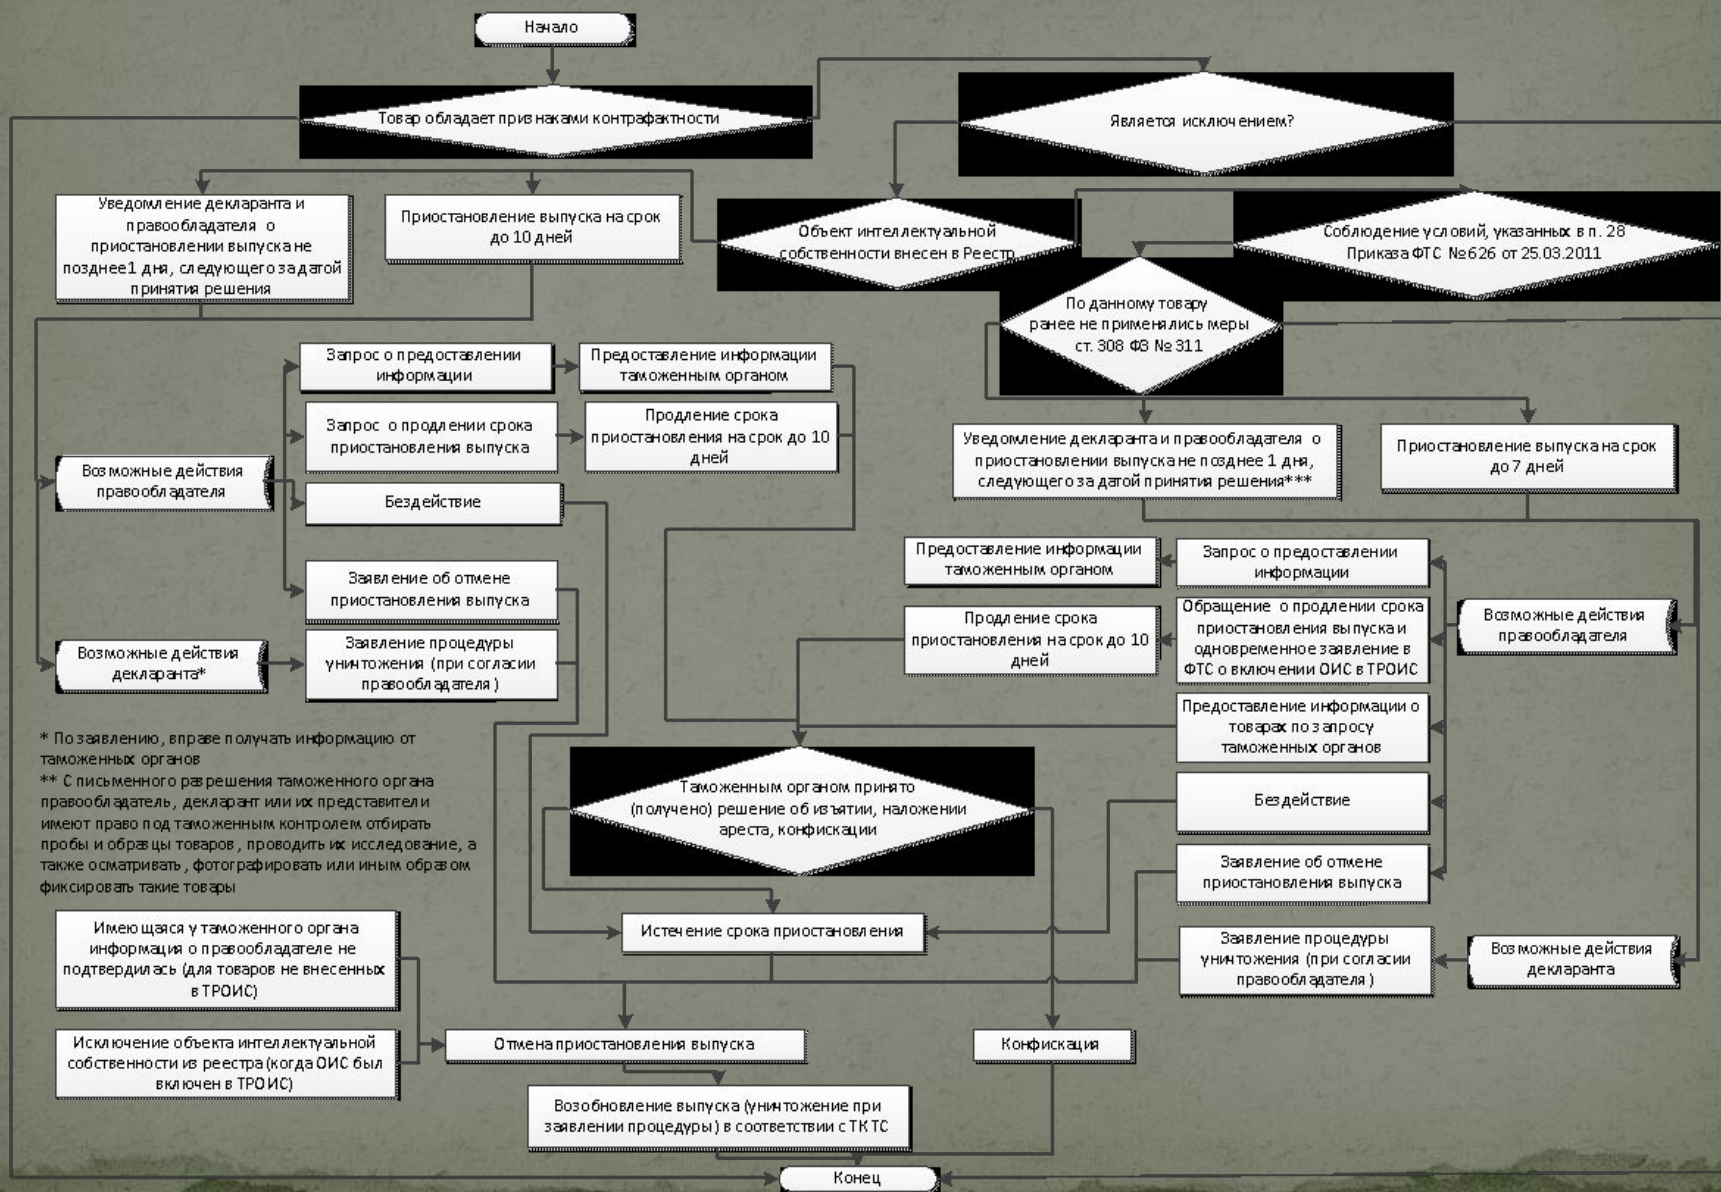 Начало
Товар обладает признаками контрафактности
Является исключением?
Уведомление декларанта и
правообладателя о
приостановлении выпуска не
позднее 1 дня, следующего за датой
принятия решения
Приостановление выпуска на срок
до 10 дней
Объект интеллектуальной
собственности внесен в Реестр
Соблюдение условий, указанных в п. 28
Приказа ФТС №626 от 25.03.2011
По данному товару
ранее не применялись меры
ст. 308 ФЗ №311
Запрос о предоставлении
информации
Предоставление информации
таможенным органом
Запрос о продлении срока
приостановления выпуска
Продление срока
приостановления на срок до 10
дней
Возможные действия
правообладателя
Бездействие
Заявление об отмене
приостановления выпуска
Возможные действия
декларанта*
Заявление процедуры
уничтожения (при согласии
правообладателя)
Уведомление декларанта и правообладателя о
приостановлении выпуска не позднее 1 дня,
следующего за датой принятия решения***
Приостановление выпуска на срок
до 7 дней
Предоставление информации
таможенным органом
Запрос о предоставлении
информации
Продление срока
приостановления на срок до 10
дней
Обращение о продлении срока
приостановления выпуска и
одновременное заявление в
ФТС о включении ОИС в ТРОИС
Возможные действия
правообладателя
Предоставление информации о
товарах по запросу
таможенных органов
Бездействие
Заявление об отмене
приостановления выпуска
Заявление процедуры
уничтожения (при согласии
правообладателя)
Возможные действия
декларанта
* По заявлению, вправе получать информацию от
таможенных органов
** С письменного разрешения таможенного органа
правообладатель, декларант или их представители
имеют право под таможенным контролем отбирать
пробы и образцы товаров, проводить их исследование, а
также осматривать, фотографировать или иным образом
фиксировать такие товары
Таможенным органом принято
(получено) решение об изъятии, наложении
ареста, конфискации
Истечение срока приостановления
Имеющаяся у таможенного органа
информация о правообладателе не
подтвердилась (для товаров не внесенных
в ТРОИС)
Исключение объекта интеллектуальной
собственности из реестра (когда ОИС был
включен в ТРОИС)
Отмена приостановления выпуска
Конфискация
Возобновление выпуска (уничтожение при
заявлении процедуры) в соответствии с ТК ТС
Конец